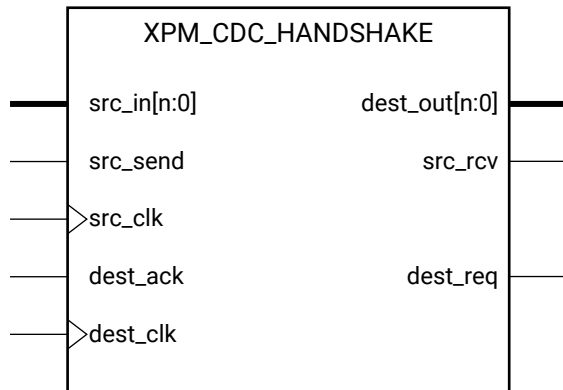 XPM_CDC_HANDSHAKE
src_in[n:0] dest_out[n:0]
src_send src_rcv
src_clk
dest_ack dest_req
dest_clk